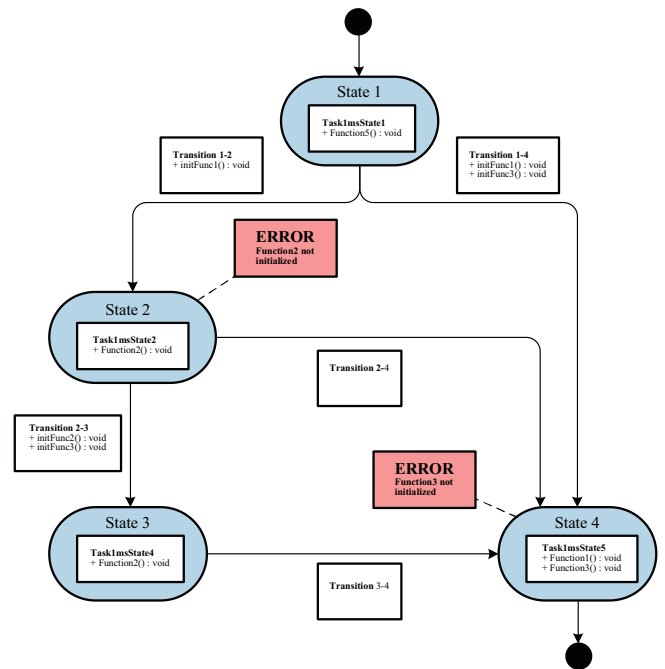 State 1
Task1msState1
+ Function5() : void
Transition 1-2
+ initFunc1() : void
Transition 1-4
+ initFunc1() : void
+ initFunc3() : void
ERROR
Function2 not
initialized
State 2
Task1msState2
+ Function2() : void
Transition 2-4
Transition 2-3
+ initFunc2() : void
+ initFunc3() : void
ERROR
Function3 not
initialized
State 3
Task1msState4
+ Function2() : void
State 4
Task1msState5
+ Function1() : void
+ Function3() : void
Transition 3-4